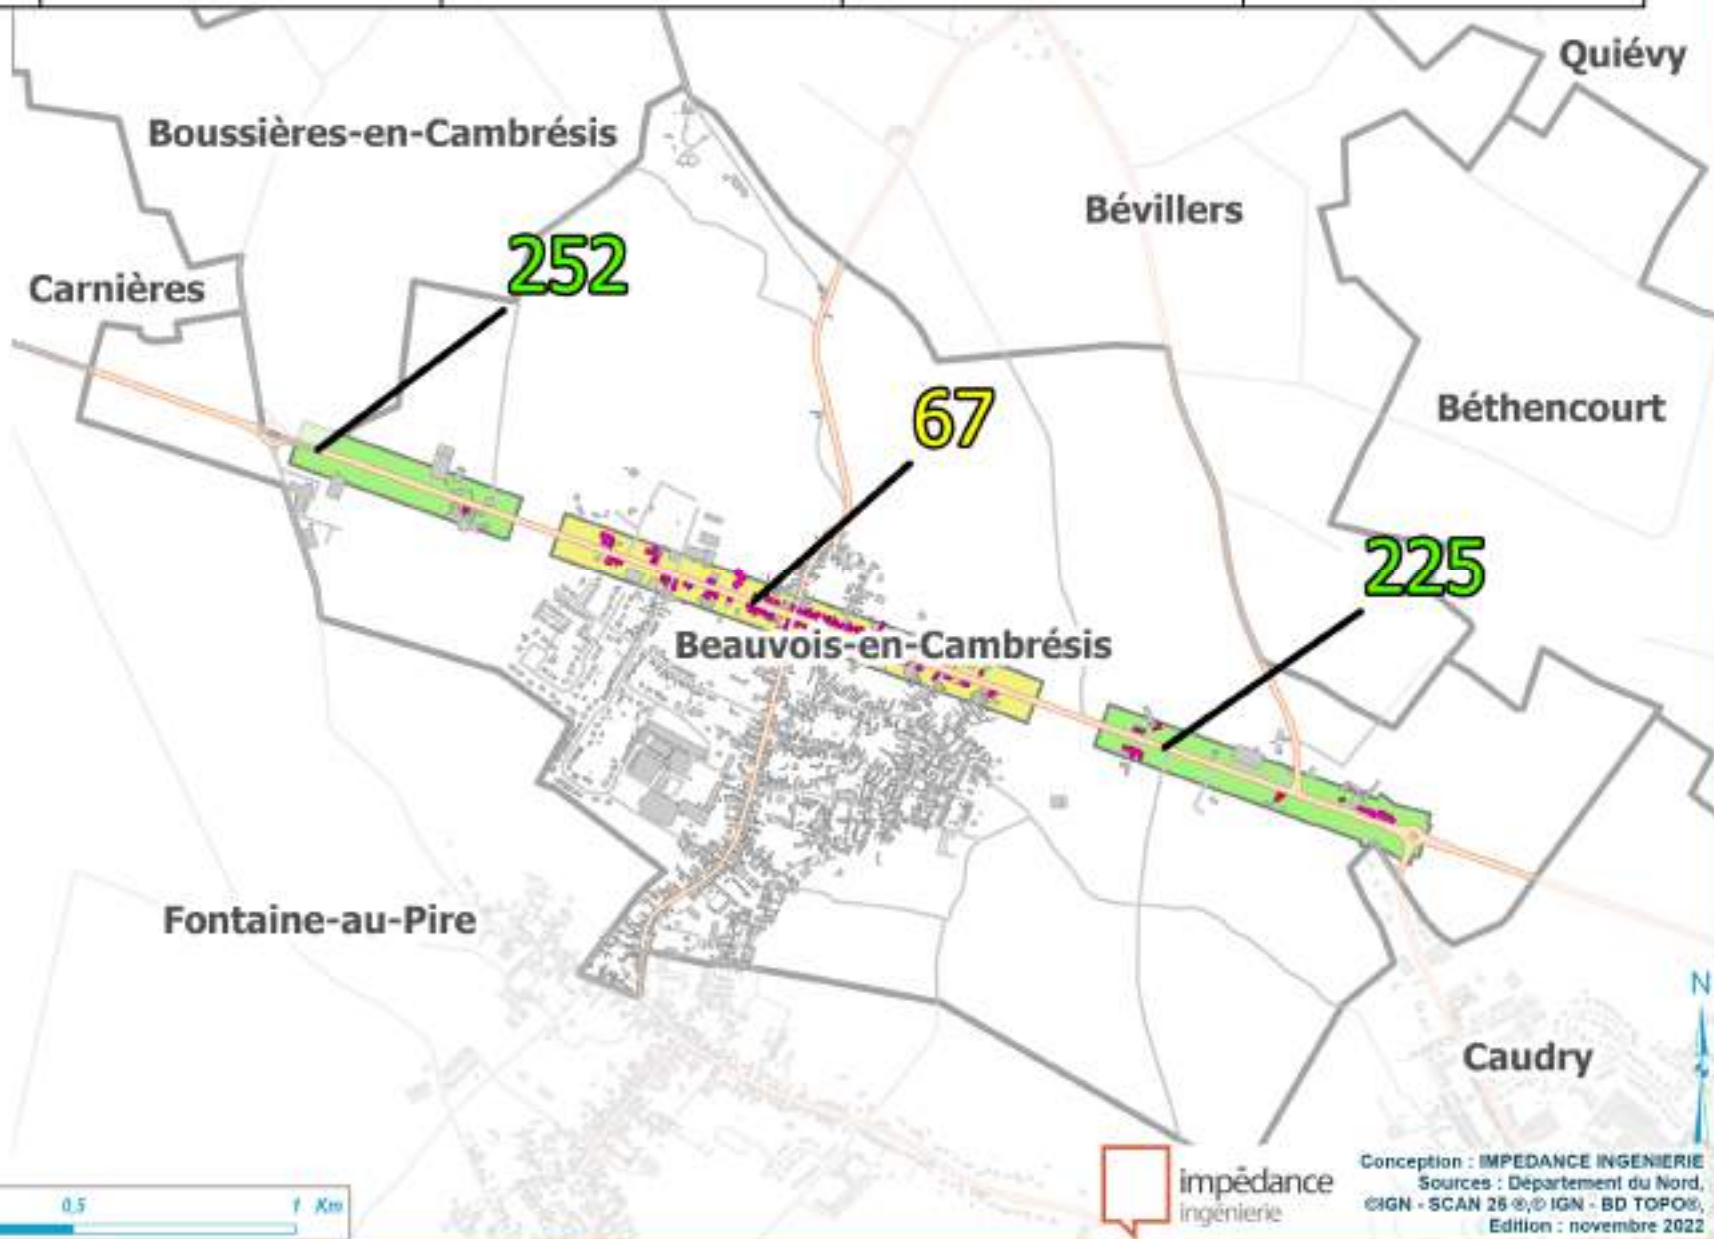 Quiévy
Boussières-en-Cambrésis
Bévillers
252
Carnières
67
Béthencourt
225
Beauvois-en-Cambrésis
Fontaine-au-Pire
N
Caudry
0,5 1 Km
impédance
ingénierie
Conception : IMPEDANCE INGENIERIE
Sources : Département du Nord,
©IGN - SCAN 25 ®,© IGN - BD TOPO®,
Edition : novembre 2022